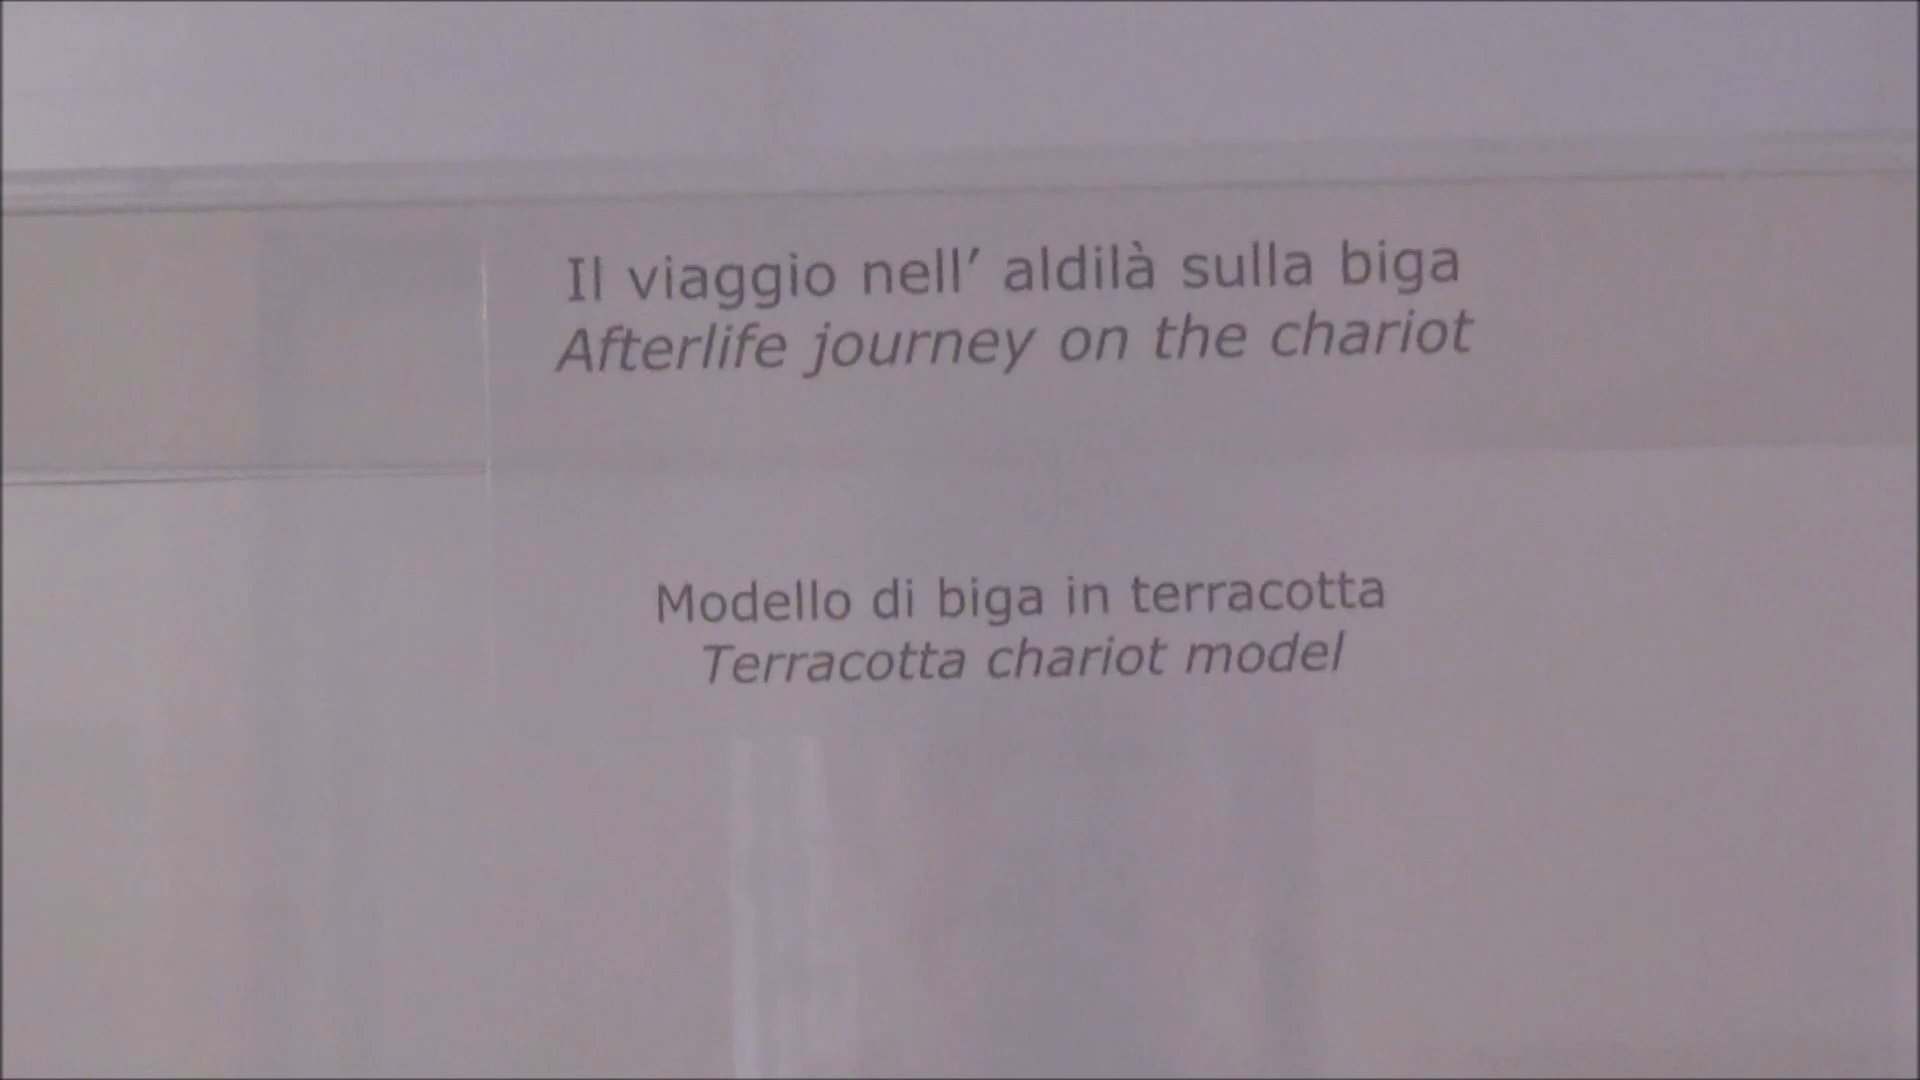 Il viaggio nell’ aldilà sulla biga
Afterlife journey on the chariot
Modello di biga in terracotta
Terracotta chariot model